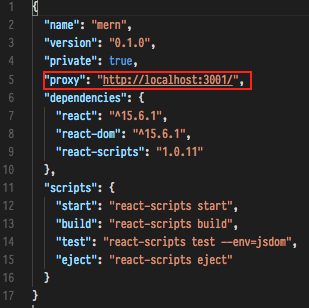 1 {
2 "name": "mern",
3 "version": "0.1.0",
4 "private": true,
5 "proxy": "http://localhost:3001/",
6 "dependencies": {
7 "react": "^15.6.1",
8 "react-dom": "^15.6.1",
9 "react-scripts": "1.0.11"
10 },
11 "scripts": {
12 "start": "react-scripts start",
13 "build": "react-scripts build",
14 "test": "react-scripts test --env=jsdom",
15 "eject": "react-scripts eject"
16 }
17 }